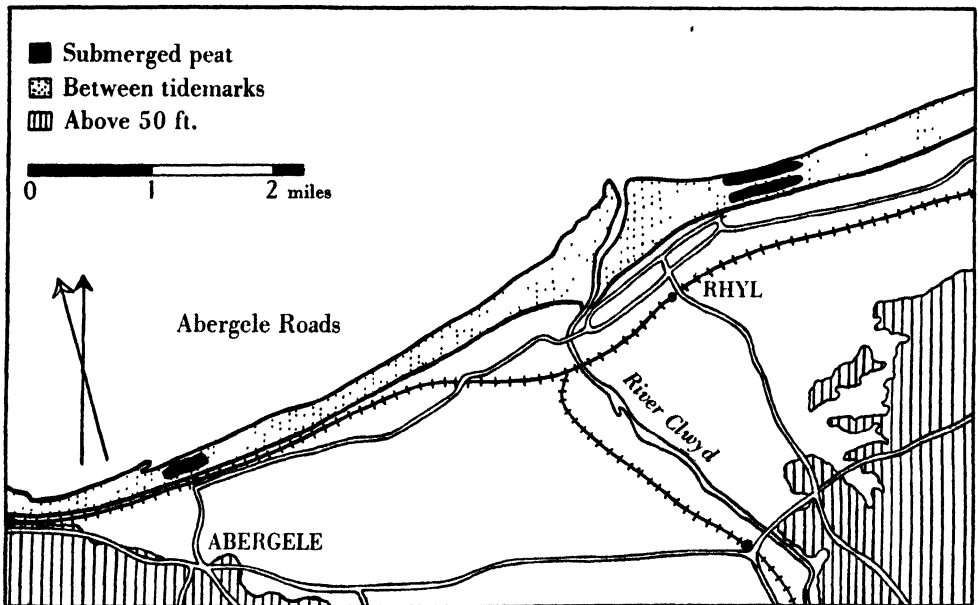 Submerged peat
Between tidemarks
Above 50 ft.
0 1 2 miles
Abergele Roads
RHYL
River Clwyd
ABERGELE